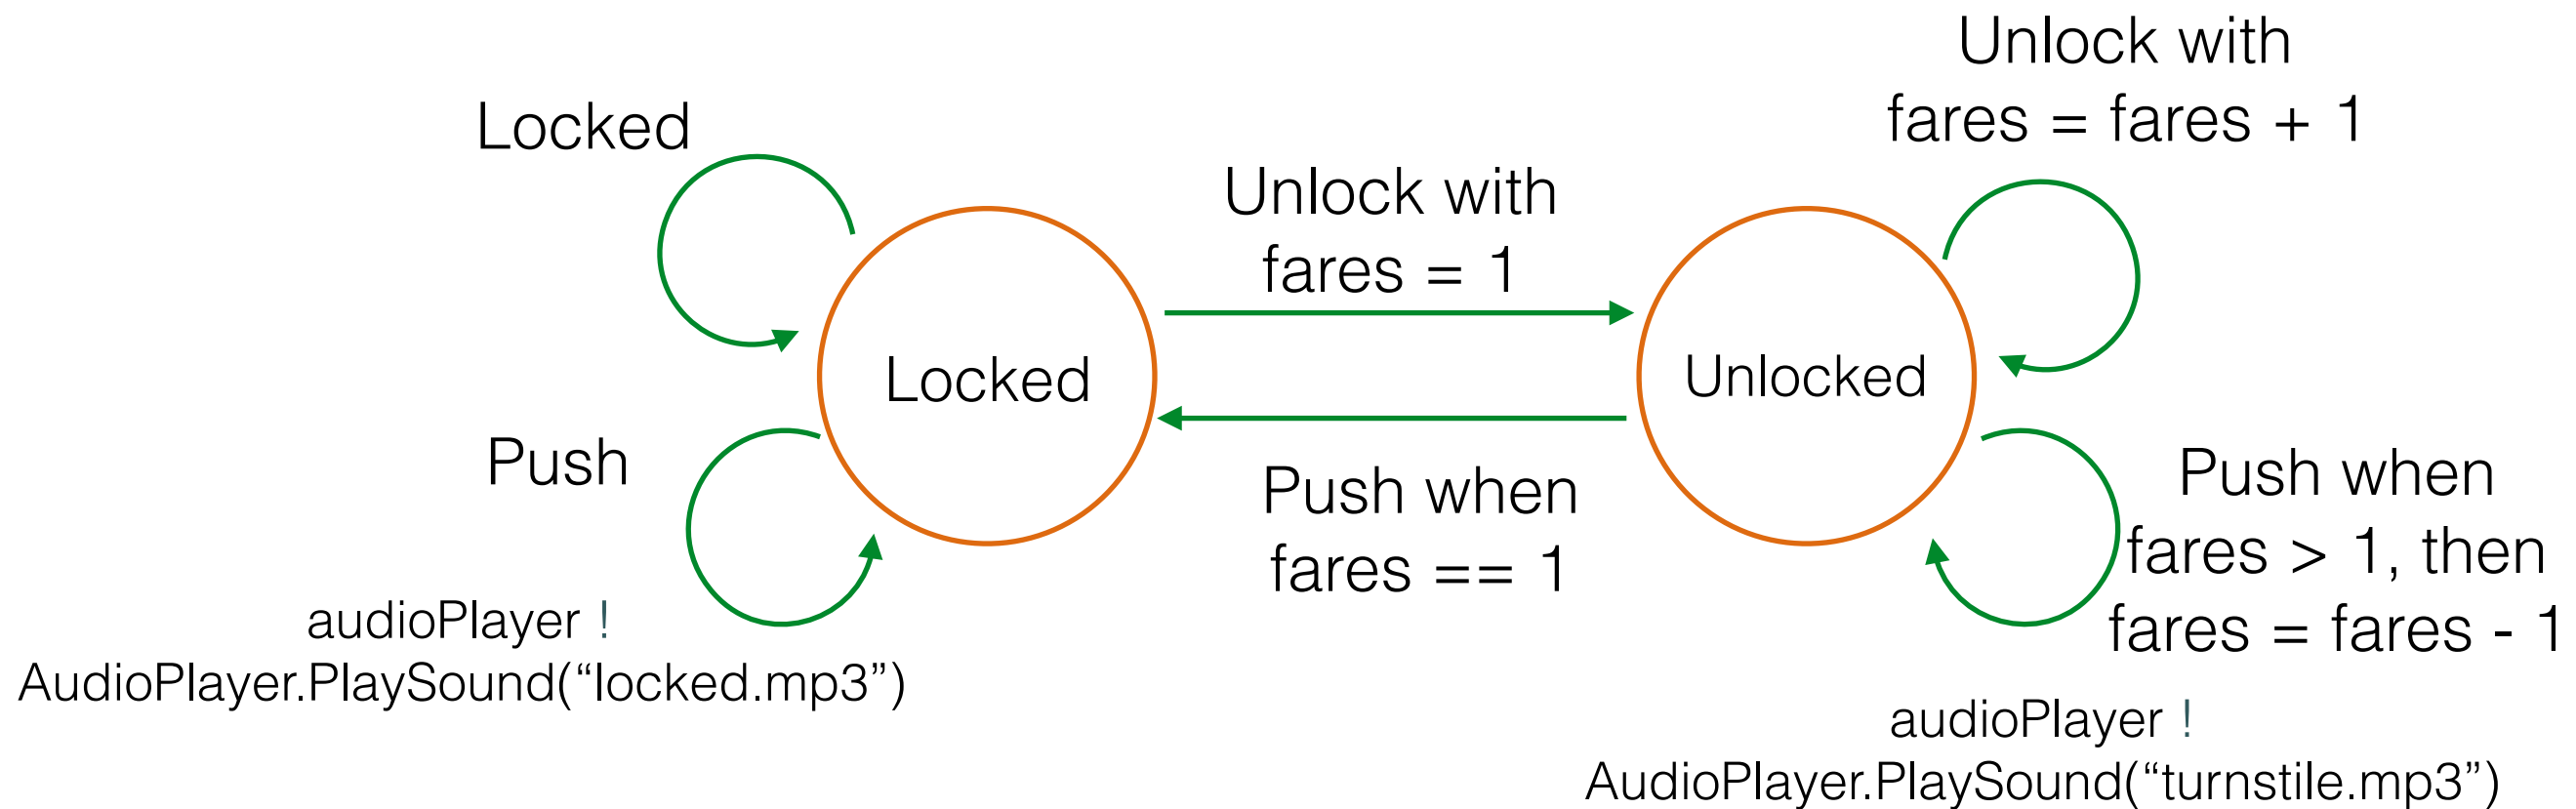 Locked
Unlock with
fares = fares + 1
Unlock with
fares = 1
Locked
Unlocked
Push
Push when
fares == 1
Push when
fares > 1, then
fares = fares - 1
audioPlayer !
AudioPlayer.PlaySound(“locked.mp3”)
audioPlayer !
AudioPlayer.PlaySound(“turnstile.mp3”)